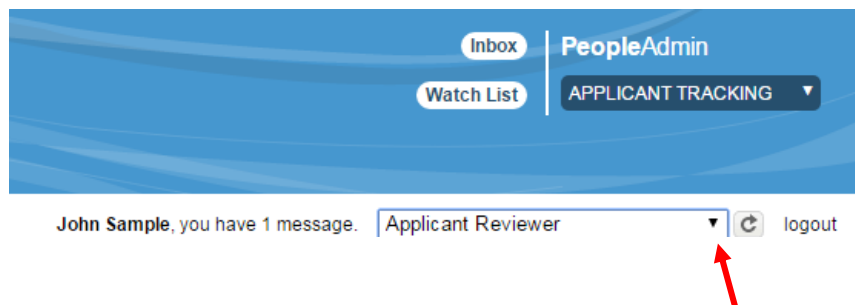 Inbox
PeopleAdmin
Watch List
APPLICANT TRACKING
John Sample, you have 1 message.
Applicant Reviewer
logout